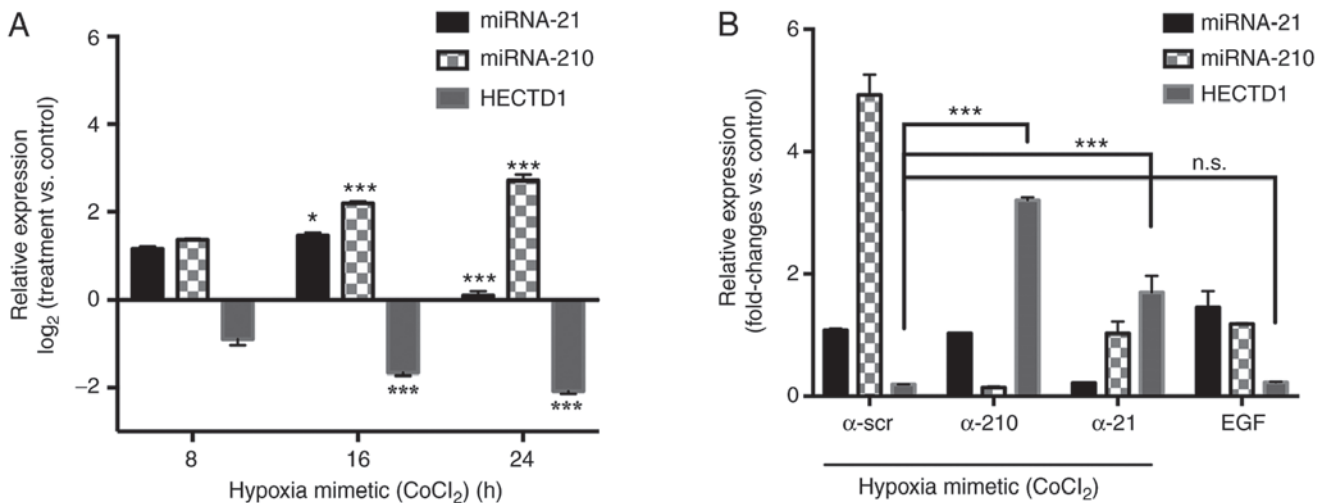 A
Relative expression
log₂ (treatment vs. control)
6
4
2
0
−2
miRNA-21
miRNA-210
HECTD1
*
***
***
***
***
***
8
16
24
Hypoxia mimetic (CoCl₂) (h)
B
Relative expression
(fold-changes vs. control)
6
4
2
0
miRNA-21
miRNA-210
HECTD1
***
***
n.s.
α-scr
α-210
α-21
EGF
Hypoxia mimetic (CoCl₂)